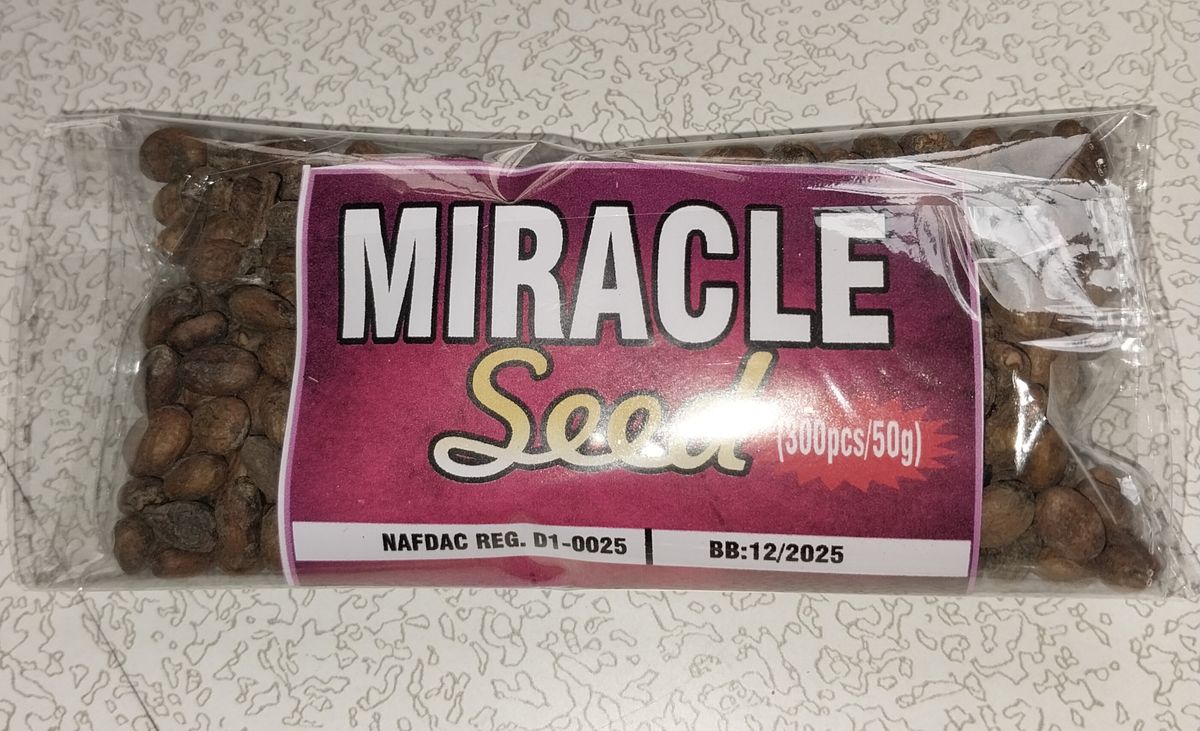 MIRACLE
Seed
(300pcs/50g)
NAFDAC REG. D1-0025 | BB:12/2025